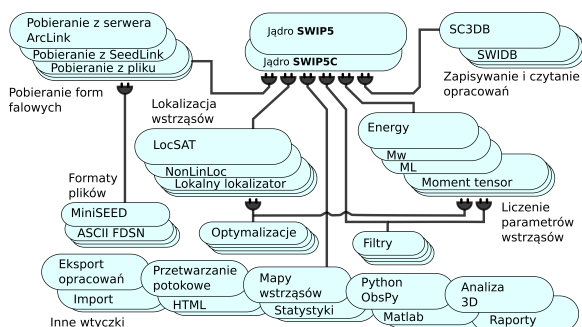 Pobieranie z serwera
ArcLink
Pobieranie z SeedLink
Pobieranie z pliku
Pobieranie form
falowych
Jądro SWIP5
Jądro SWIP5C
SC3DB
SWIDB
Zapisywanie i czytanie
opracowań
Lokalizacja
wstrząsów
LocSAT
NonLinLoc
Lokalny lokalizator
Energy
Mw
ML
Moment tensor
Liczenie
parametrów
wstrząsów
Formaty
plików
MiniSEED
ASCII FDSN
Optymalizacje
Filtry
Eksport
opracowań
Import
Inne wtyczki
Przetwarzanie
potokowe
HTML
Mapy
wstrząsów
Statystyki
Python
ObsPy
Matlab
Analiza
3D
Raporty